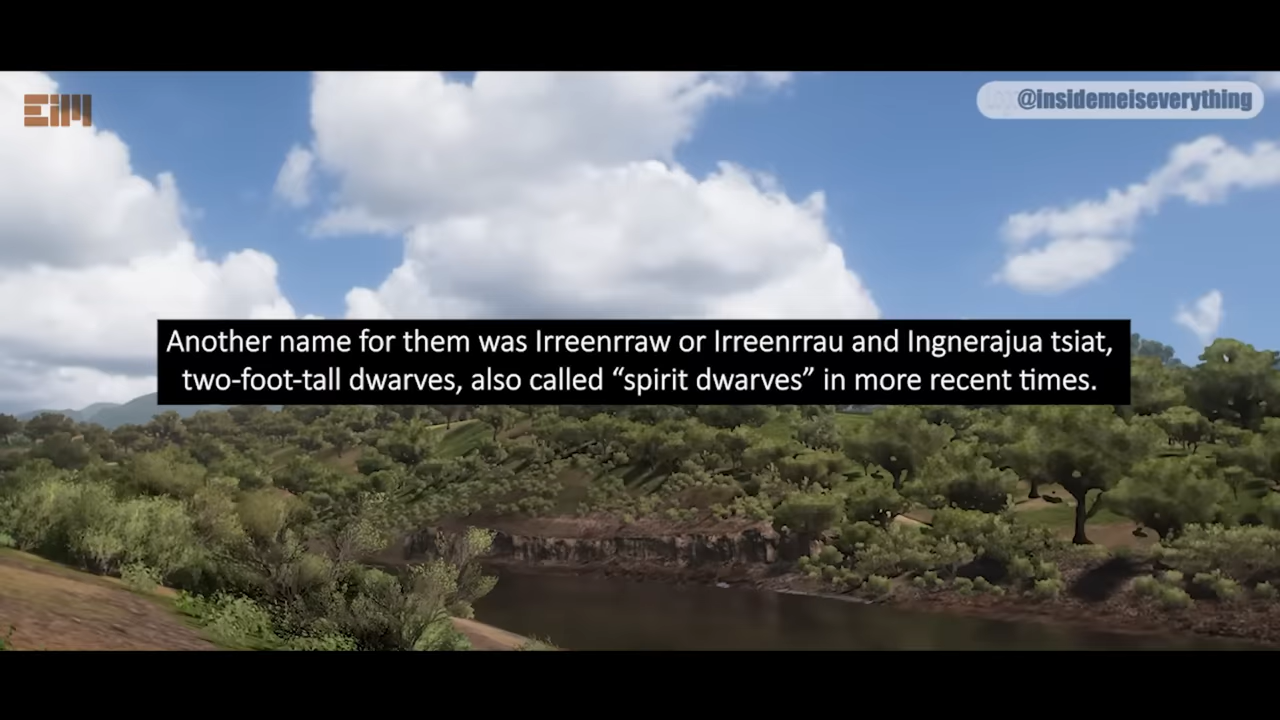 EiM
@insidemeiseverything
Another name for them was Irreenrraw or Irreenrrau and Ingnerajua tsiat,
two-foot-tall dwarves, also called “spirit dwarves” in more recent times.